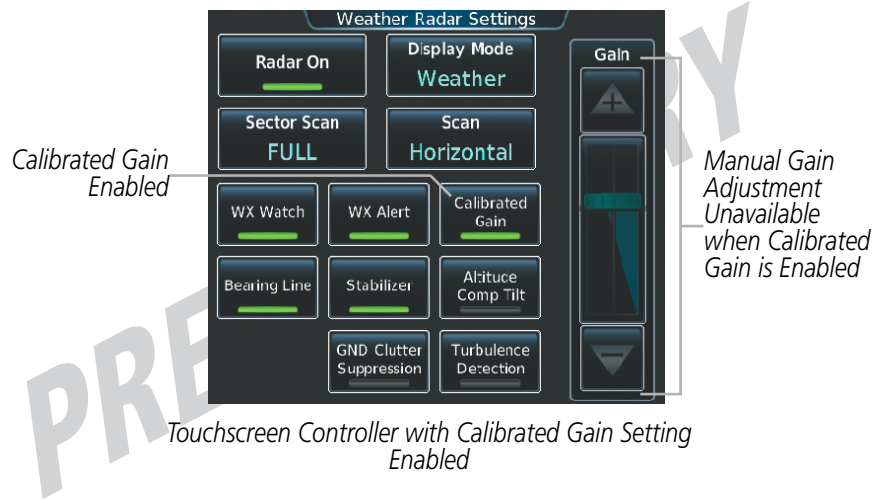 Weather Radar Settings
Radar On
Display Mode
Weather
Gain
Sector Scan
FULL
Scan
Horizontal
Calibrated Gain
Enabled
WX Watch
WX Alert
Calibrated
Gain
Manual Gain
Adjustment
Unavailable
when Calibrated
Gain is Enabled
Bearing Line
Stabilizer
Altituce
Comp Tilt
GND Clutter
Suppression
Turbulence
Detection
Touchscreen Controller with Calibrated Gain Setting
Enabled